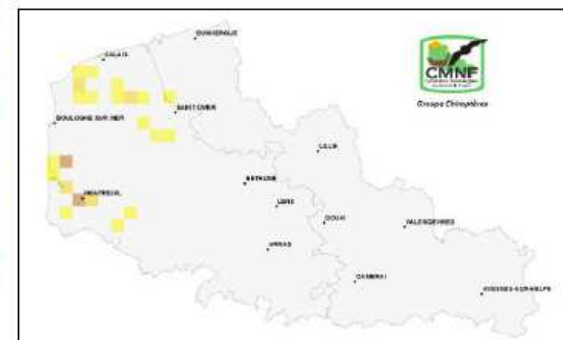 DUNKERQUE
CALAIS
CMNF
Groupe Chiroptères
SAINT OMER
BOULOGNE SUR MER
LILLE
BETHUNE
MONTREUIL
LENS
DOUAI
VALENCIENNES
ARRAS
CAMBRAI
AVESNES-SUR-HELPE